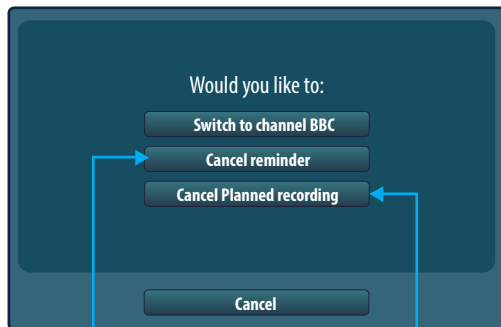 Would you like to:
Switch to channel BBC
Cancel reminder
Cancel Planned recording
Cancel